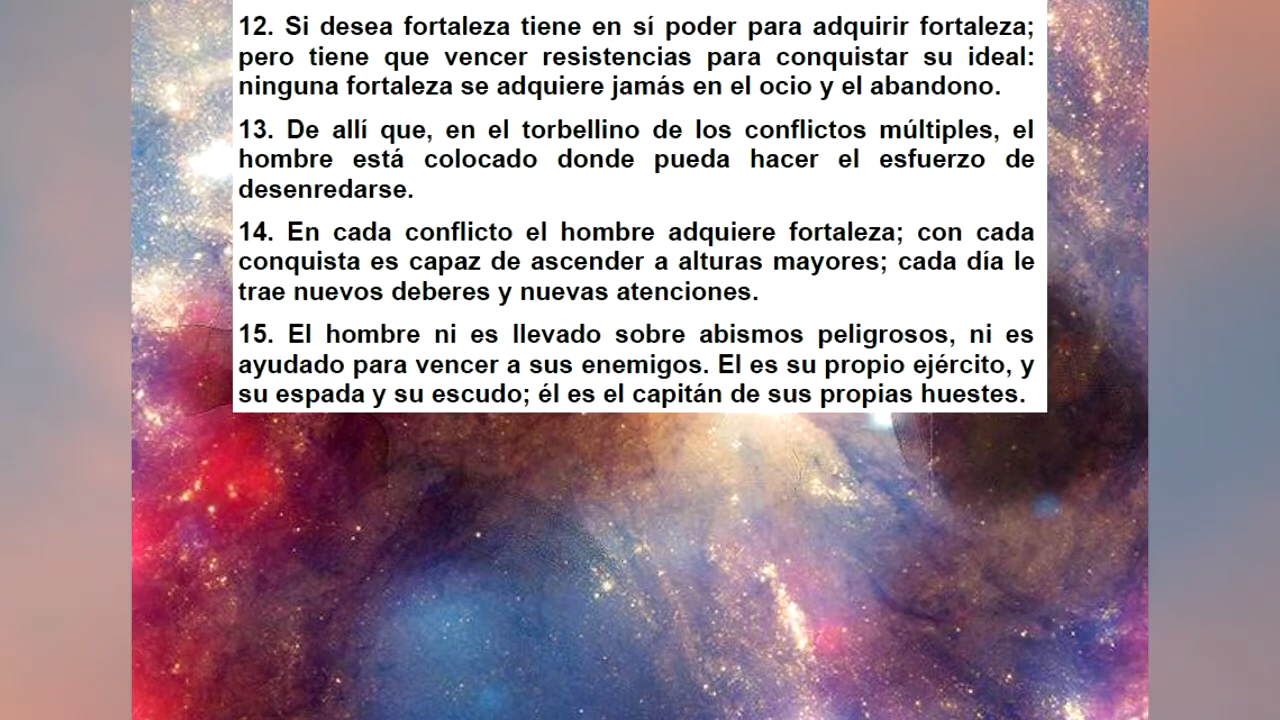 12. Si desea fortaleza tiene en sí poder para adquirir fortaleza;
pero tiene que vencer resistencias para conquistar su ideal:
ninguna fortaleza se adquiere jamás en el ocio y el abandono.
13. De allí que, en el torbellino de los conflictos múltiples, el
hombre está colocado donde pueda hacer el esfuerzo de
desenredarse.
14. En cada conflicto el hombre adquiere fortaleza; con cada
conquista es capaz de ascender a alturas mayores; cada día le
trae nuevos deberes y nuevas atenciones.
15. El hombre ni es llevado sobre abismos peligrosos, ni es
ayudado para vencer a sus enemigos. El es su propio ejército, y
su espada y su escudo; él es el capitán de sus propias huestes.